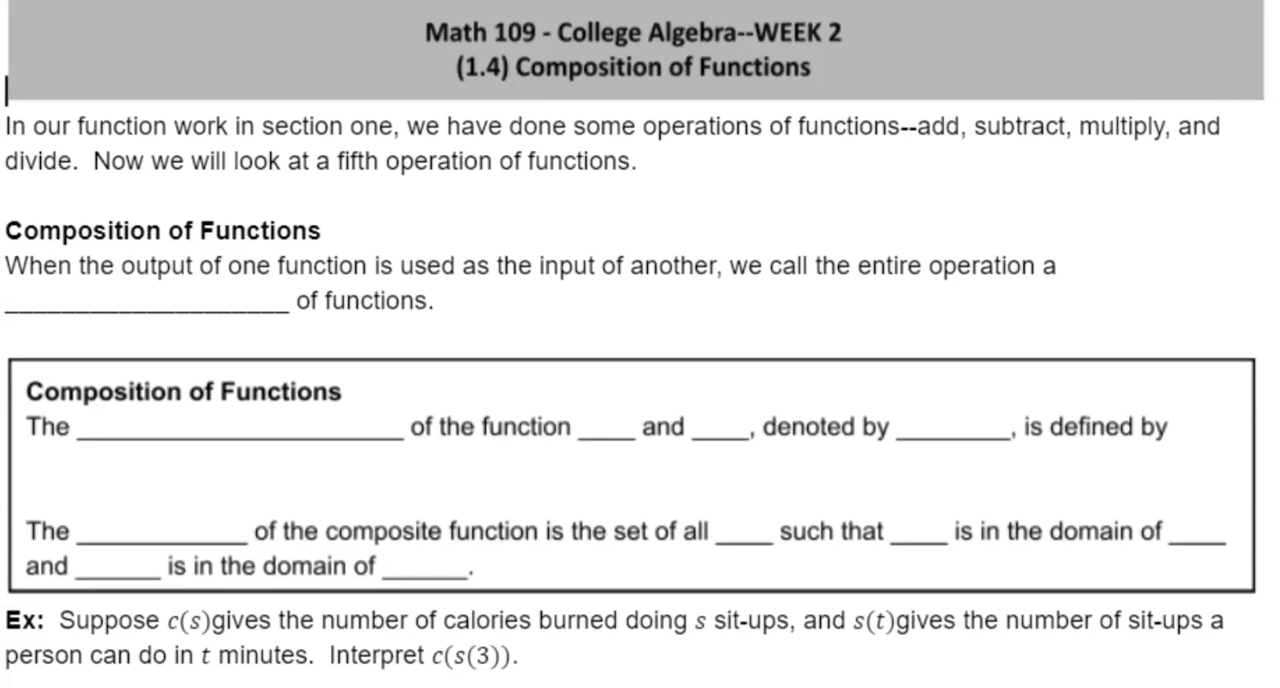 Math 109 - College Algebra--WEEK 2
(1.4) Composition of Functions
In our function work in section one, we have done some operations of functions--add, subtract, multiply, and
divide.  Now we will look at a fifth operation of functions.
Composition of Functions
When the output of one function is used as the input of another, we call the entire operation a
____________________ of functions.
Composition of Functions
The _______________________ of the function ____ and ____, denoted by ________, is defined by
The ____________ of the composite function is the set of all ____ such that ____ is in the domain of ____
and ______ is in the domain of ______.
Ex:  Suppose c(s)gives the number of calories burned doing s sit-ups, and s(t)gives the number of sit-ups a
person can do in t minutes.  Interpret c(s(3)).